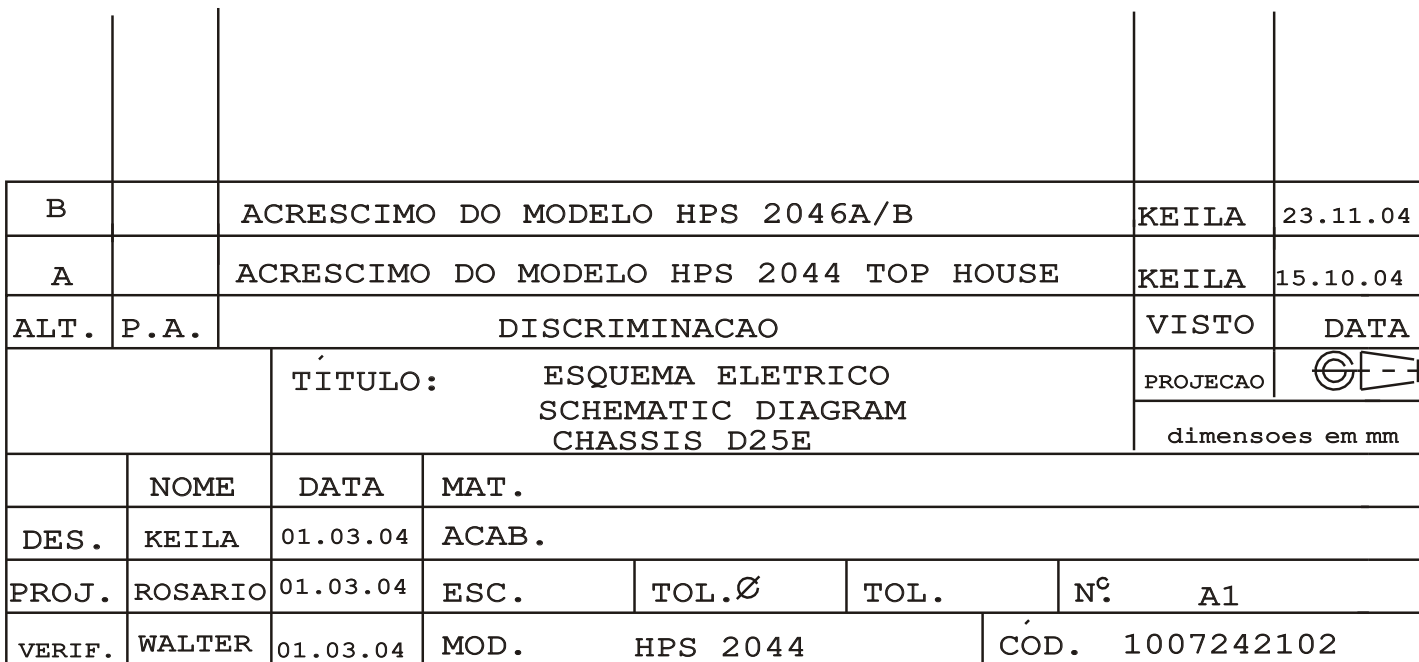 B ACRESCIMO DO MODELO HPS 2046A/B KEILA 23.11.04
A ACRESCIMO DO MODELO HPS 2044 TOP HOUSE KEILA 15.10.04
ALT. P.A. DISCRIMINACAO VISTO DATA
TÍTULO: ESQUEMA ELETRICO PROJECAO
SCHEMATIC DIAGRAM
CHASSIS D25E dimensoes em mm
NOME DATA MAT.
DES. KEILA 01.03.04 ACAB.
PROJ. ROSARIO 01.03.04 ESC. TOL.Ø TOL. Nº. A1
VERIF. WALTER 01.03.04 MOD. HPS 2044 CÓD. 1007242102